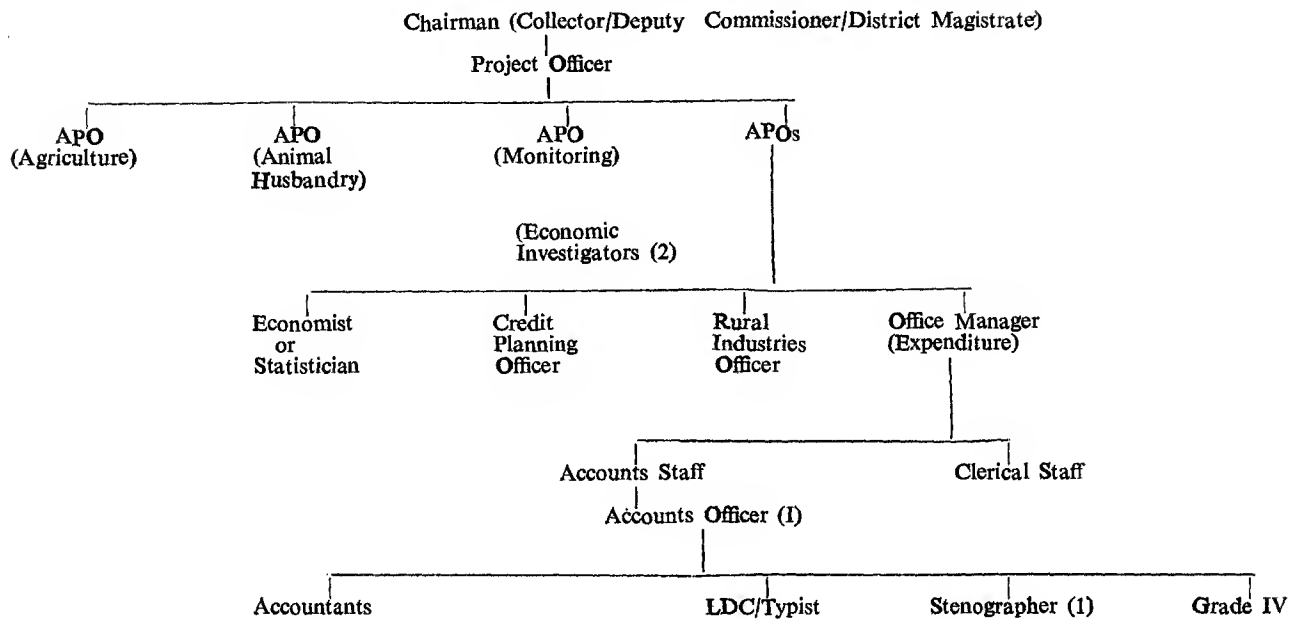 Chairman (Collector/Deputy Commissioner/District Magistrate)
Project Officer
APO
(Agriculture)
APO
(Animal
Husbandry)
APO
(Monitoring)
APOs
(Economic
Investigators (2)
Economist
or
Statistician
Credit
Planning
Officer
Rural
Industries
Officer
Office Manager
(Expenditure)
Accounts Staff
Clerical Staff
Accounts Officer (I)
Accountants
LDC/Typist
Stenographer (1)
Grade IV